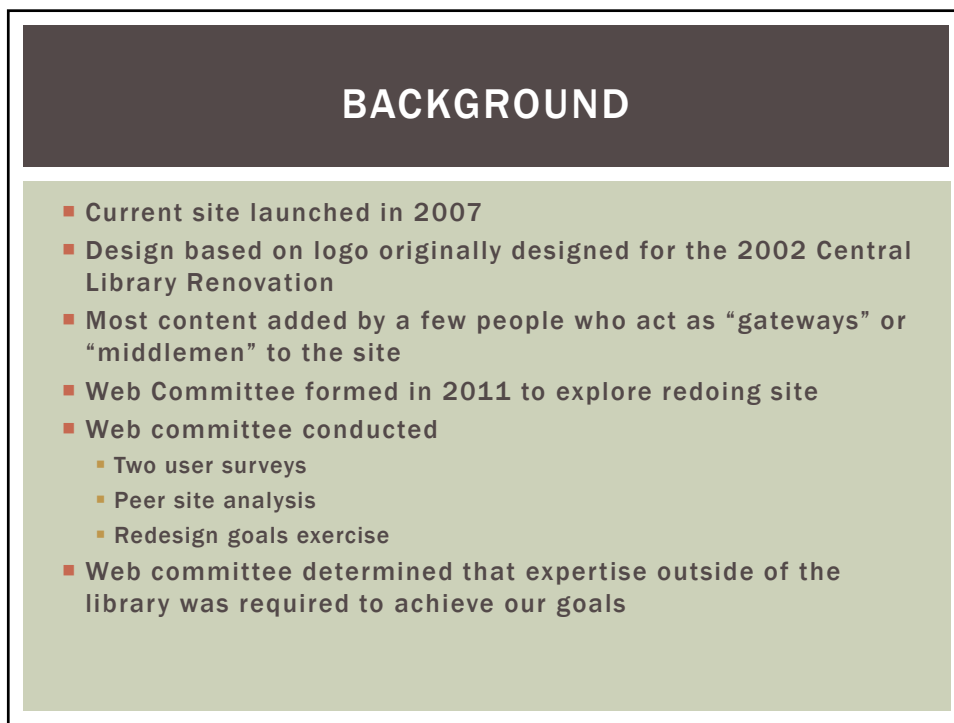 BACKGROUND
▪ Current site launched in 2007
▪ Design based on logo originally designed for the 2002 Central
Library Renovation
▪ Most content added by a few people who act as “gateways” or
“middlemen” to the site
▪ Web Committee formed in 2011 to explore redoing site
▪ Web committee conducted
▪ Two user surveys
▪ Peer site analysis
▪ Redesign goals exercise
▪ Web committee determined that expertise outside of the
library was required to achieve our goals